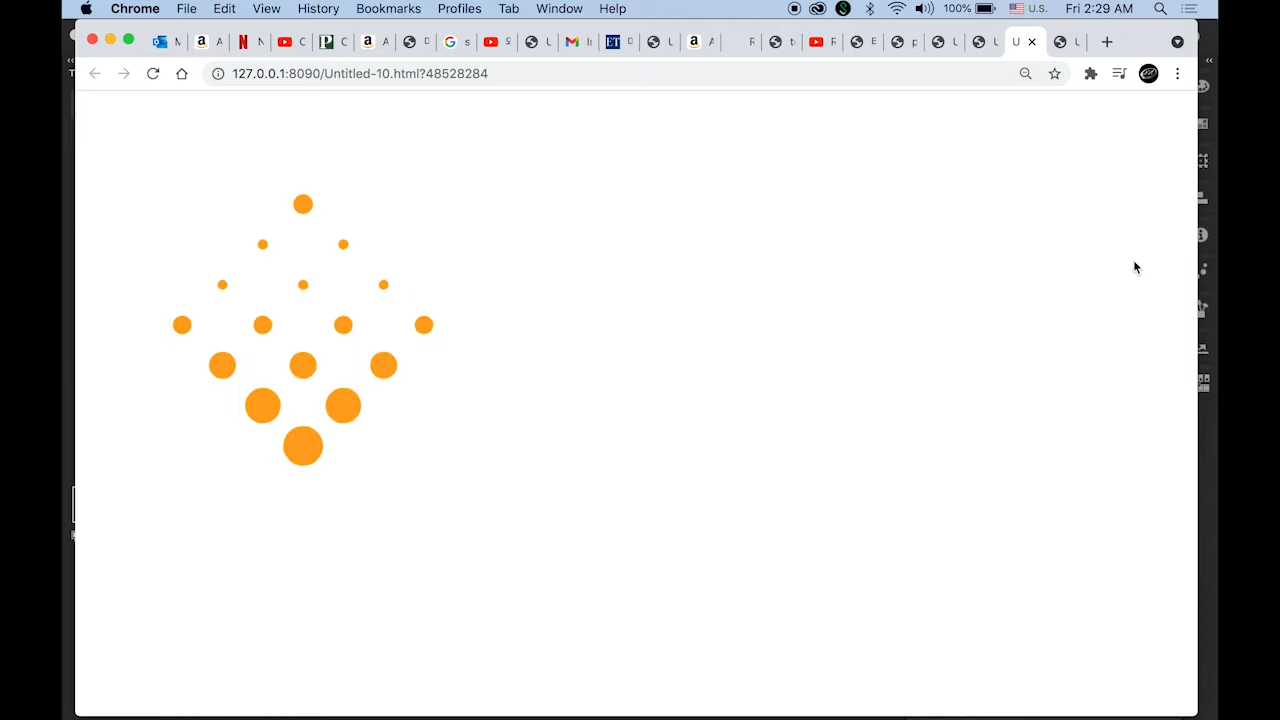 Chrome File Edit View History Bookmarks Profiles Tab Window Help 100% U.S. Fri 2:29 AM
M A N C C A D s S L I D L A R t R E p L L U L
127.0.0.1:8090/Untitled-10.html?48528284